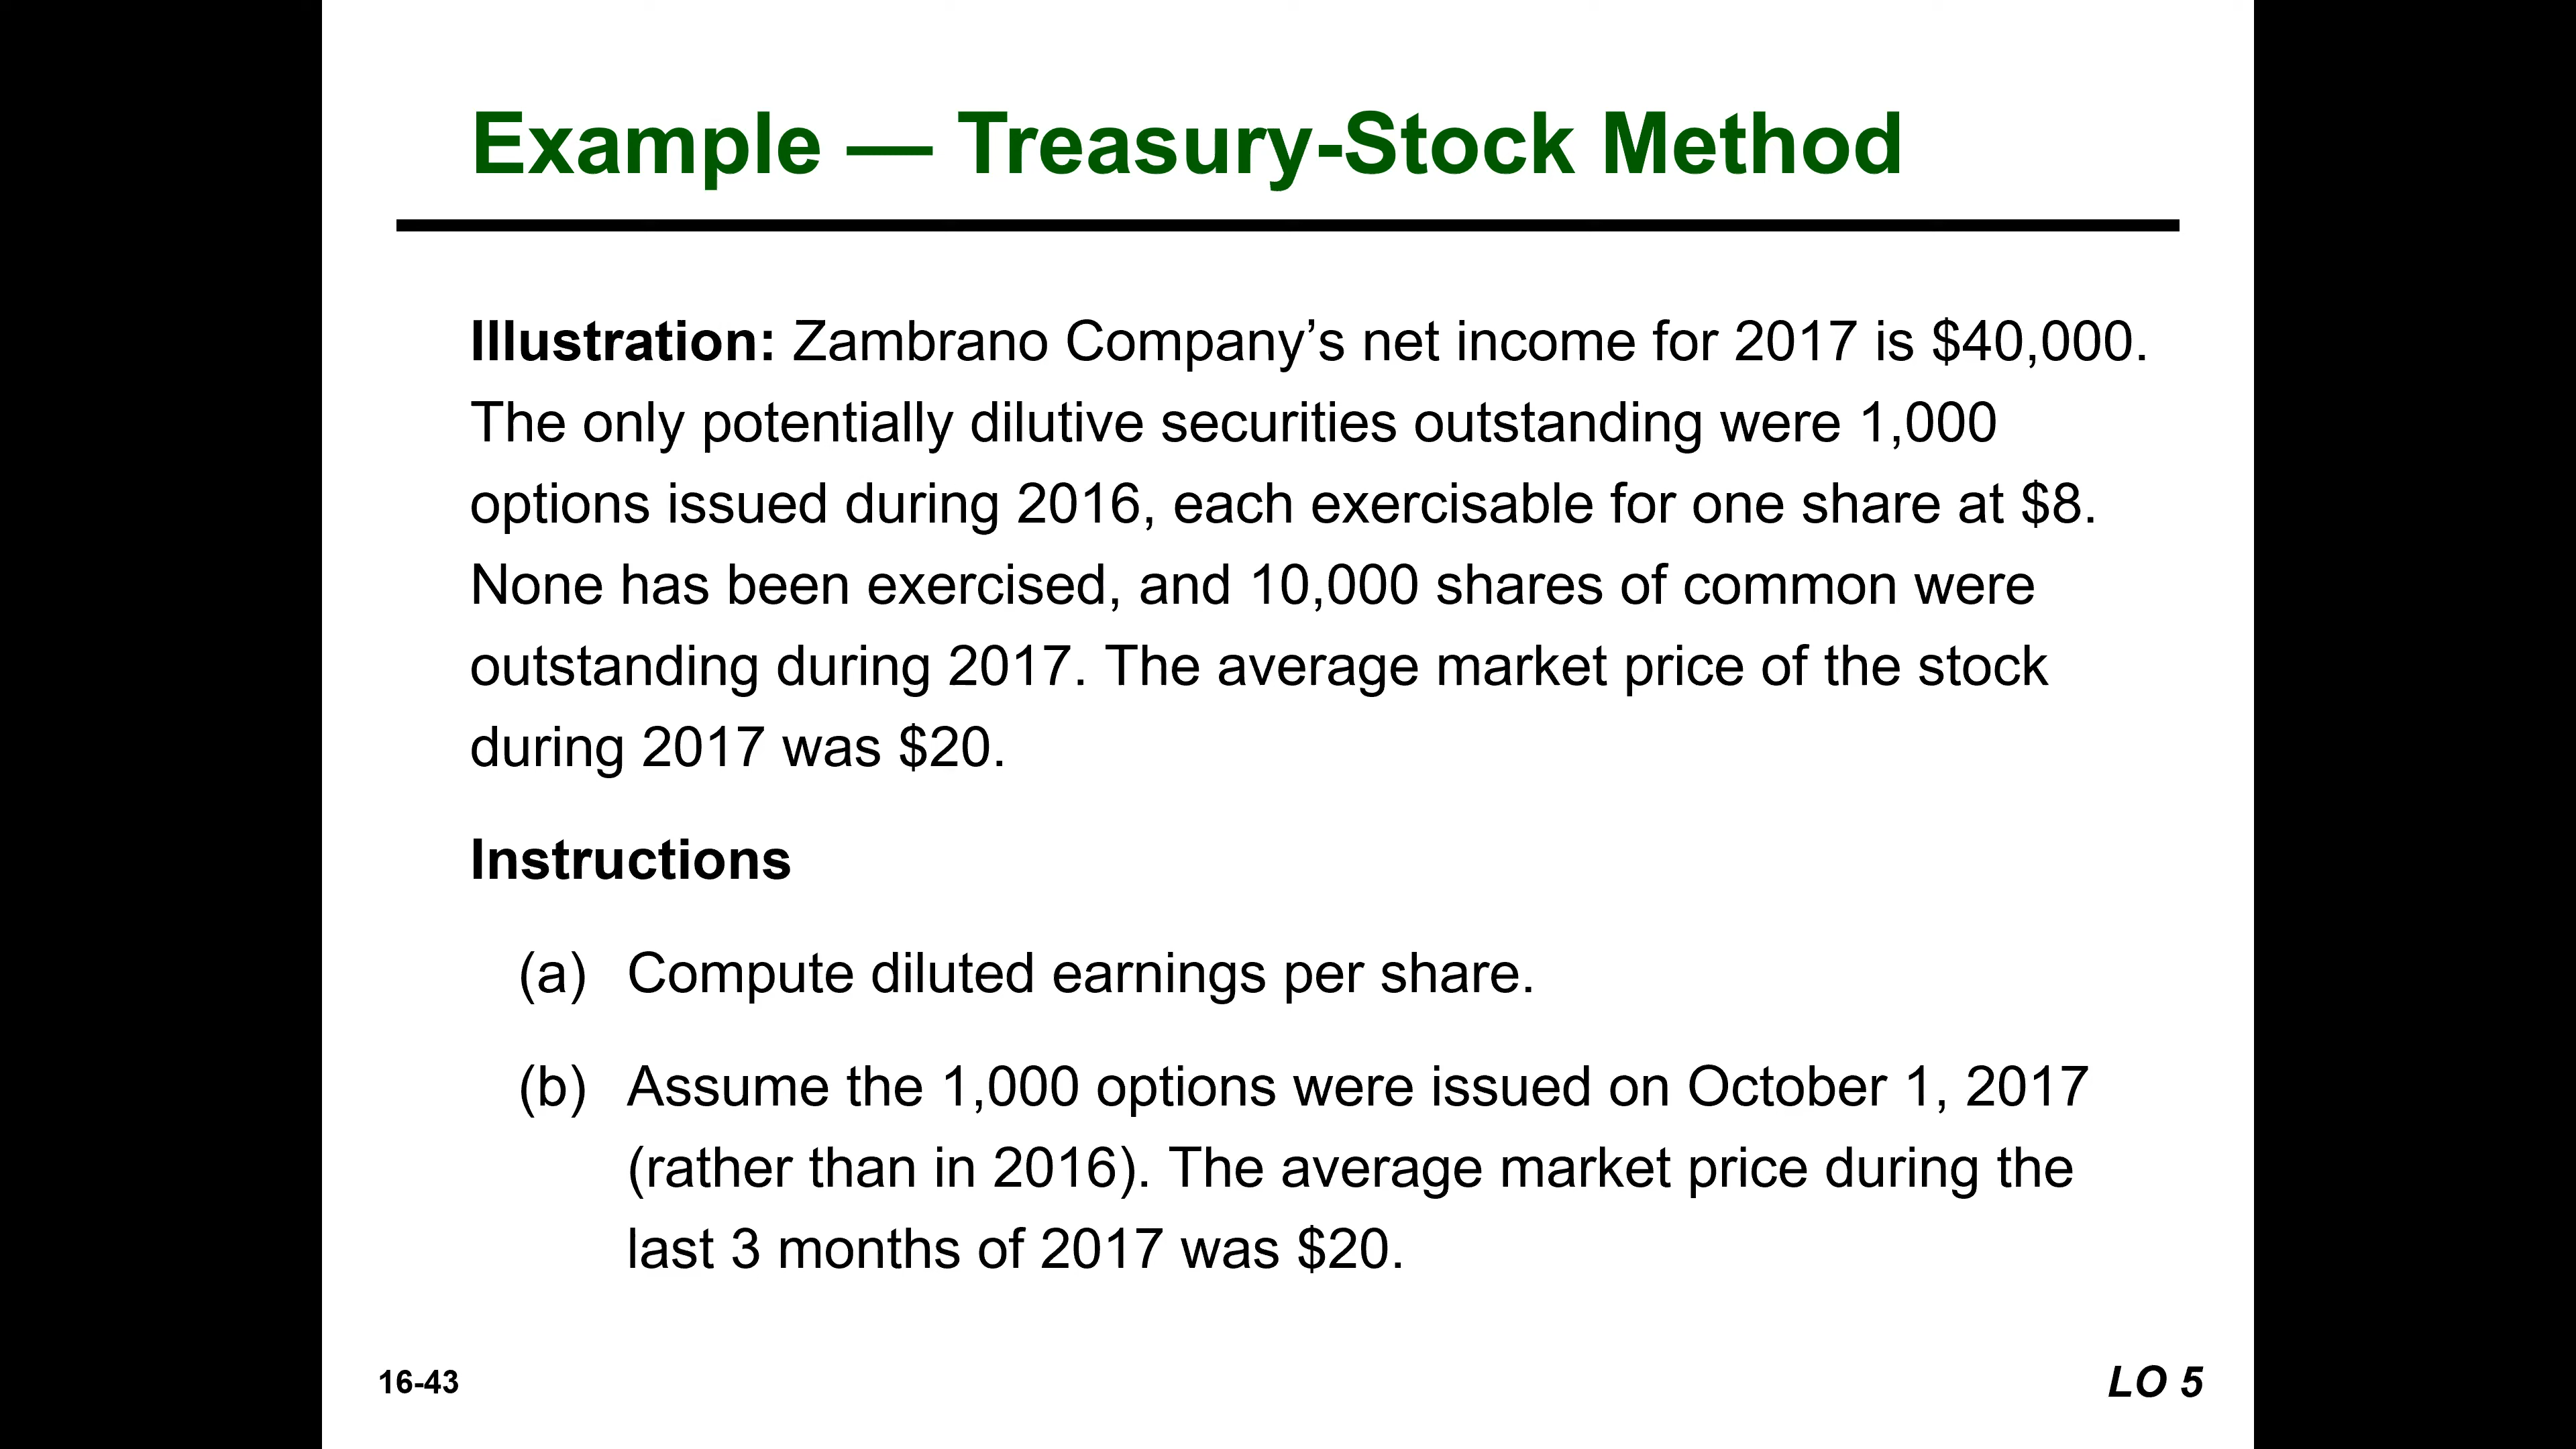 Example — Treasury-Stock Method
Illustration: Zambrano Company’s net income for 2017 is $40,000.
The only potentially dilutive securities outstanding were 1,000
options issued during 2016, each exercisable for one share at $8.
None has been exercised, and 10,000 shares of common were
outstanding during 2017. The average market price of the stock
during 2017 was $20.
Instructions
(a) Compute diluted earnings per share.
(b) Assume the 1,000 options were issued on October 1, 2017
(rather than in 2016). The average market price during the
last 3 months of 2017 was $20.
16-43
LO 5